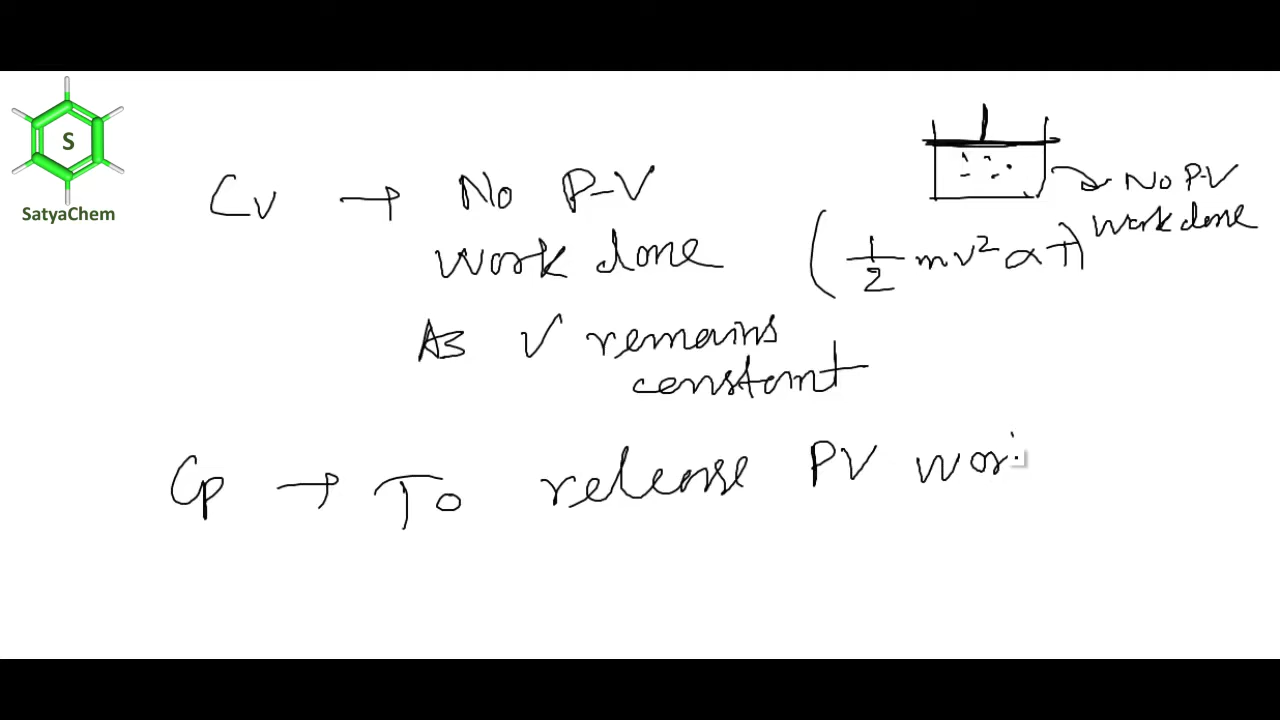 S
SatyaChem
Cv → No P-V
work done
As V remains
constant
No P-V
work done
(1/2 mv² α T)
Cp → To release PV wor